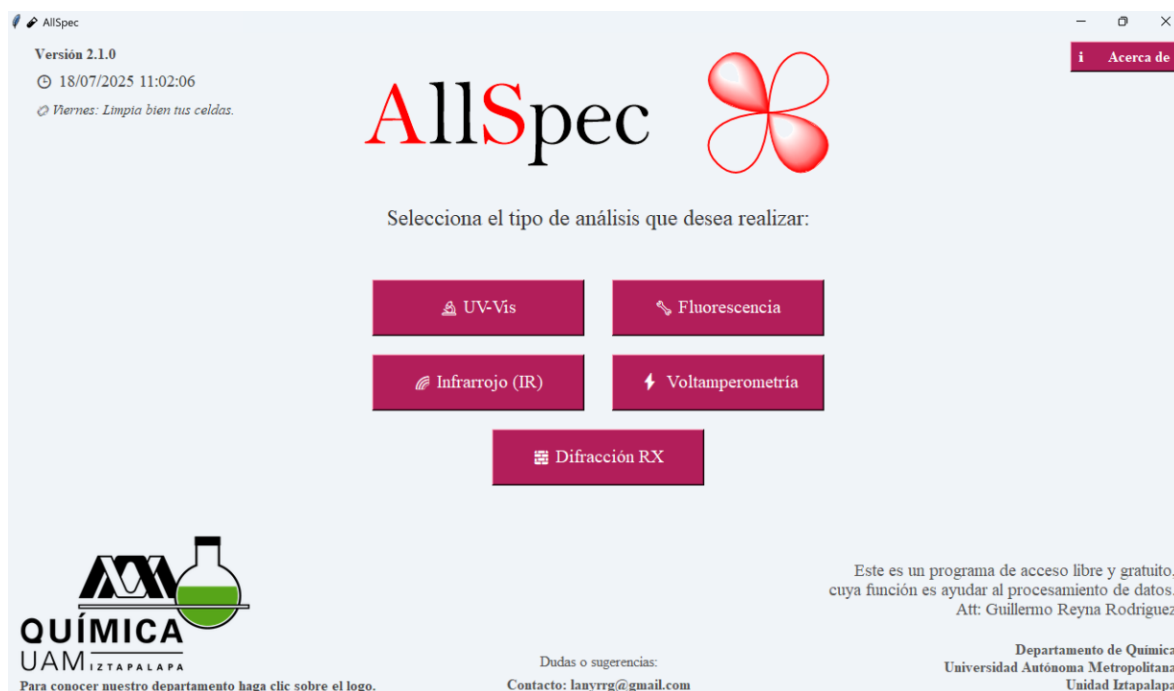 AllSpec
Versión 2.1.0
18/07/2025 11:02:06
Viernes: Limpia bien tus celdas.
i Acerca de
AllSpec
Selecciona el tipo de análisis que desea realizar:
UV-Vis
Fluorescencia
Infrarrojo (IR)
Voltamperometría
Difracción RX
QUÍMICA
UAM IZTAPALAPA
Para conocer nuestro departamento haga clic sobre el logo.
Dudas o sugerencias:
Contacto: lanyrrg@gmail.com
Este es un programa de acceso libre y gratuito,
cuya función es ayudar al procesamiento de datos.
Att: Guillermo Reyna Rodriguez
Departamento de Química
Universidad Autónoma Metropolitana
Unidad Iztapalapa